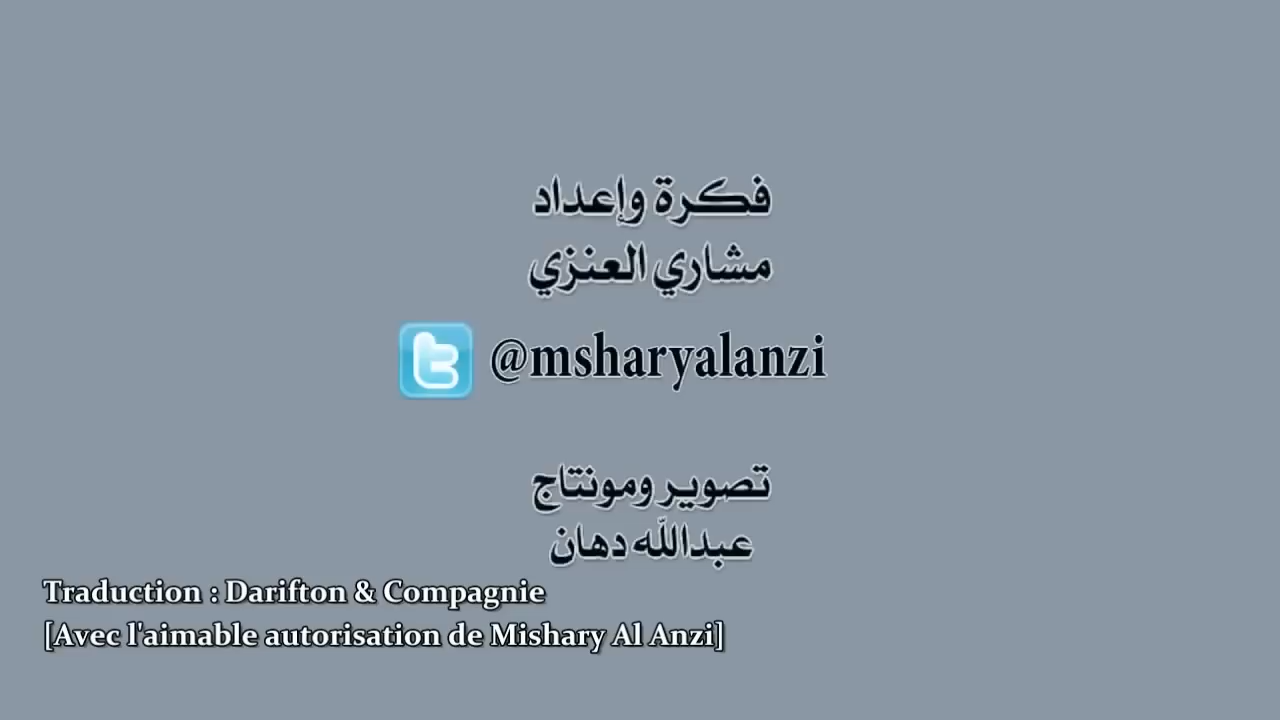 فكرة وإعداد
مشاري العنزي
@msharyalanzi
تصوير ومونتاج
عبدالله دهان
Traduction : Darifton & Compagnie
[Avec l'aimable autorisation de Mishary Al Anzi]